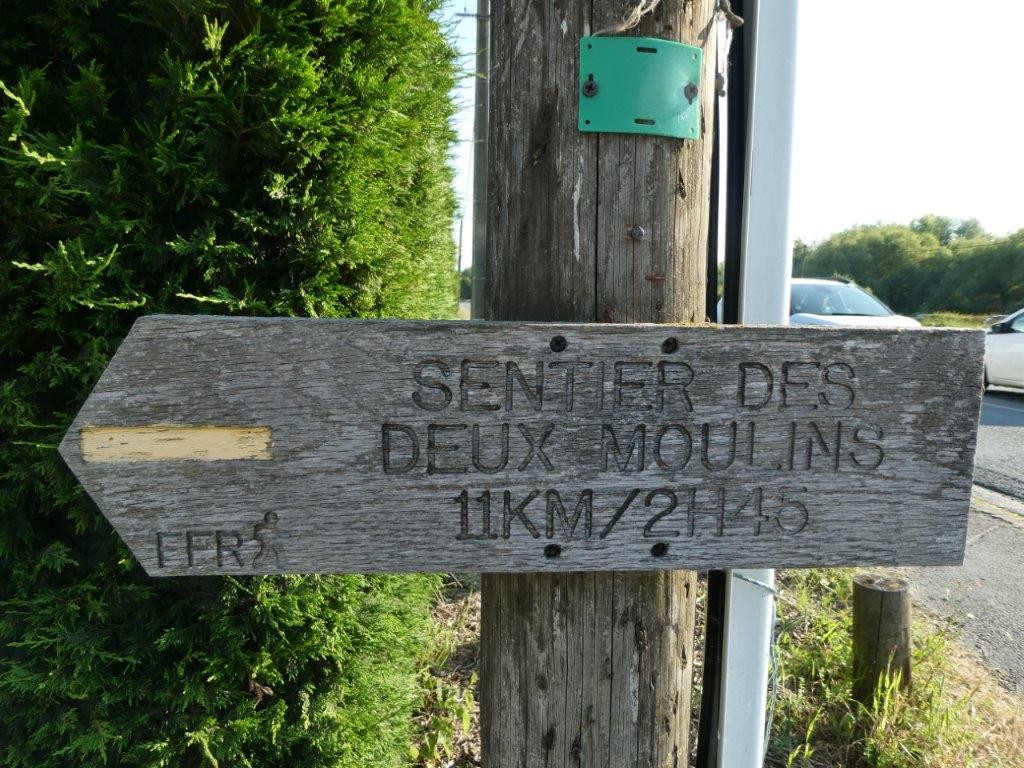 SENTIER DES
DEUX MOULINS
11KM/2H45
FFR